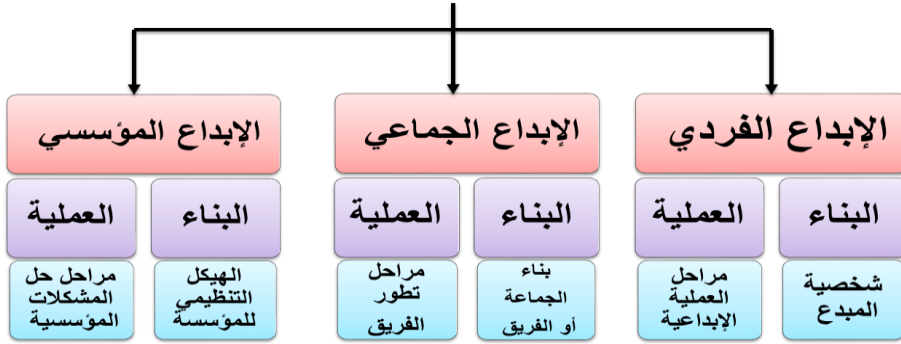 الإبداع الفردي
الإبداع الجماعي
الإبداع المؤسسي
البناء
العملية
البناء
العملية
البناء
العملية
شخصية
المبدع
مراحل
العملية
الإبداعية
بناء
الجماعة
أو الفريق
مراحل
تطور
الفريق
الهيكل
التنظيمي
للمؤسسة
مراحل حل
المشكلات
المؤسسية